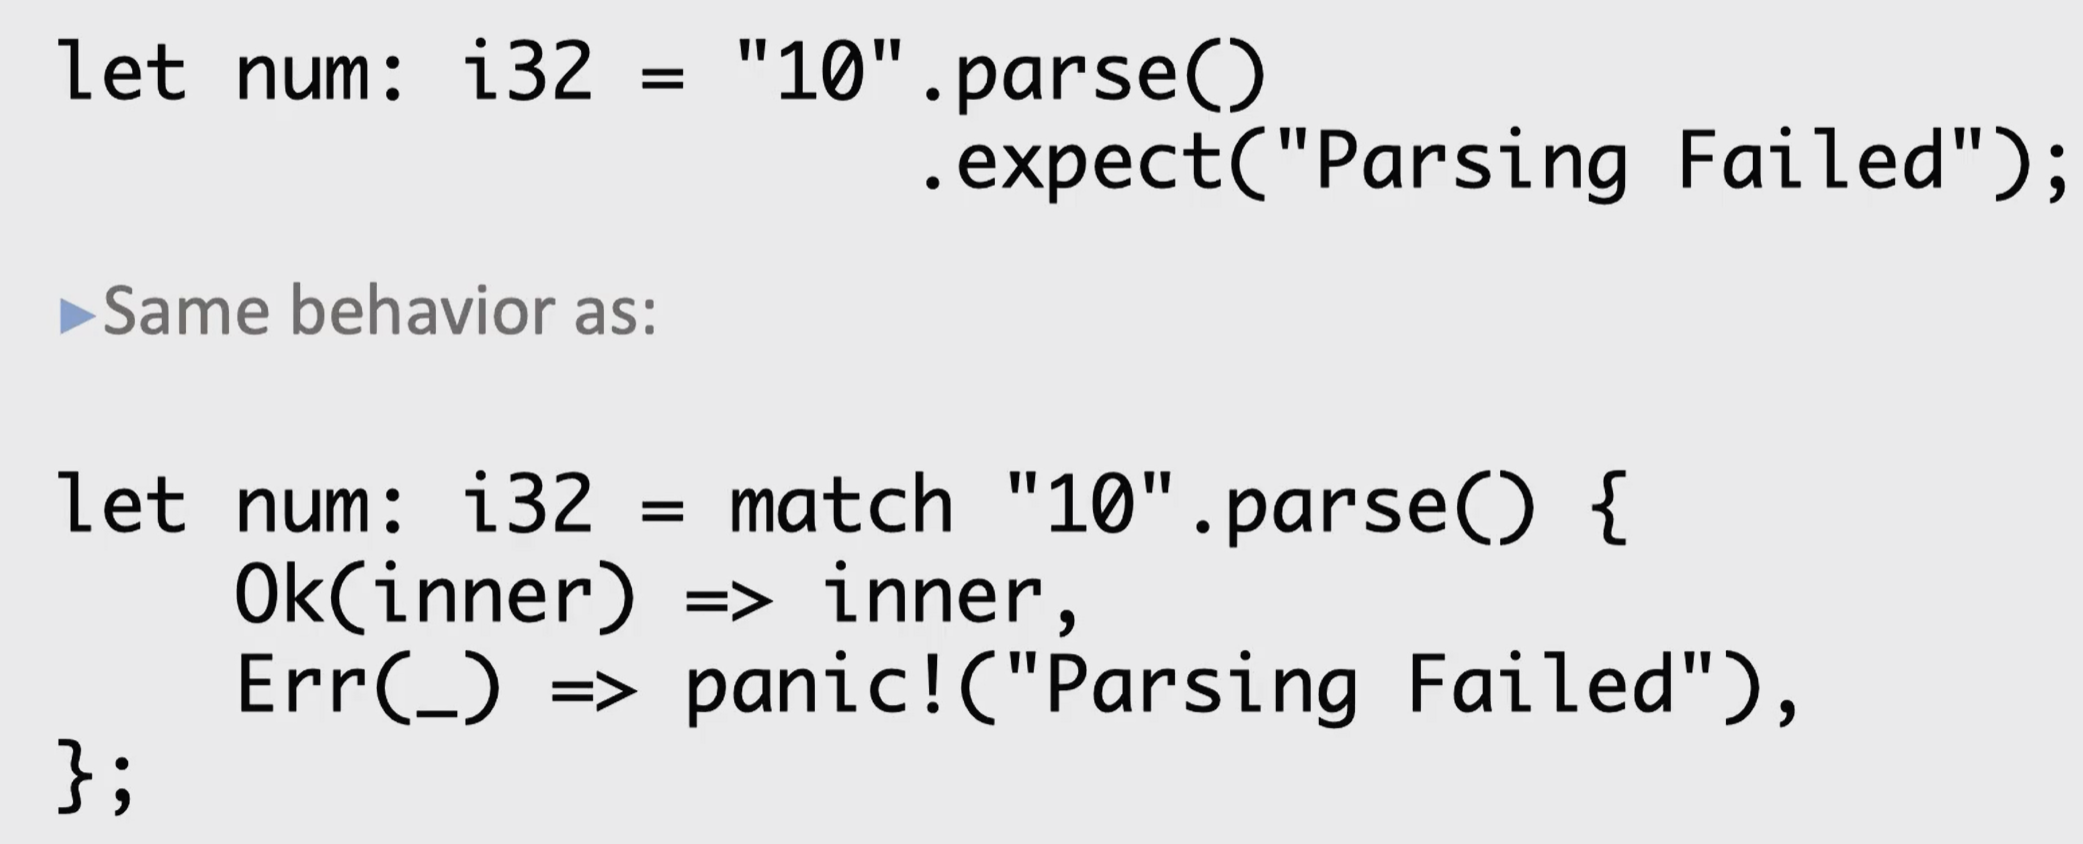 let num: i32 = "10".parse()
.expect("Parsing Failed");
▶Same behavior as:
let num: i32 = match "10".parse() {
    Ok(inner) => inner,
    Err(_) => panic!("Parsing Failed"),
};